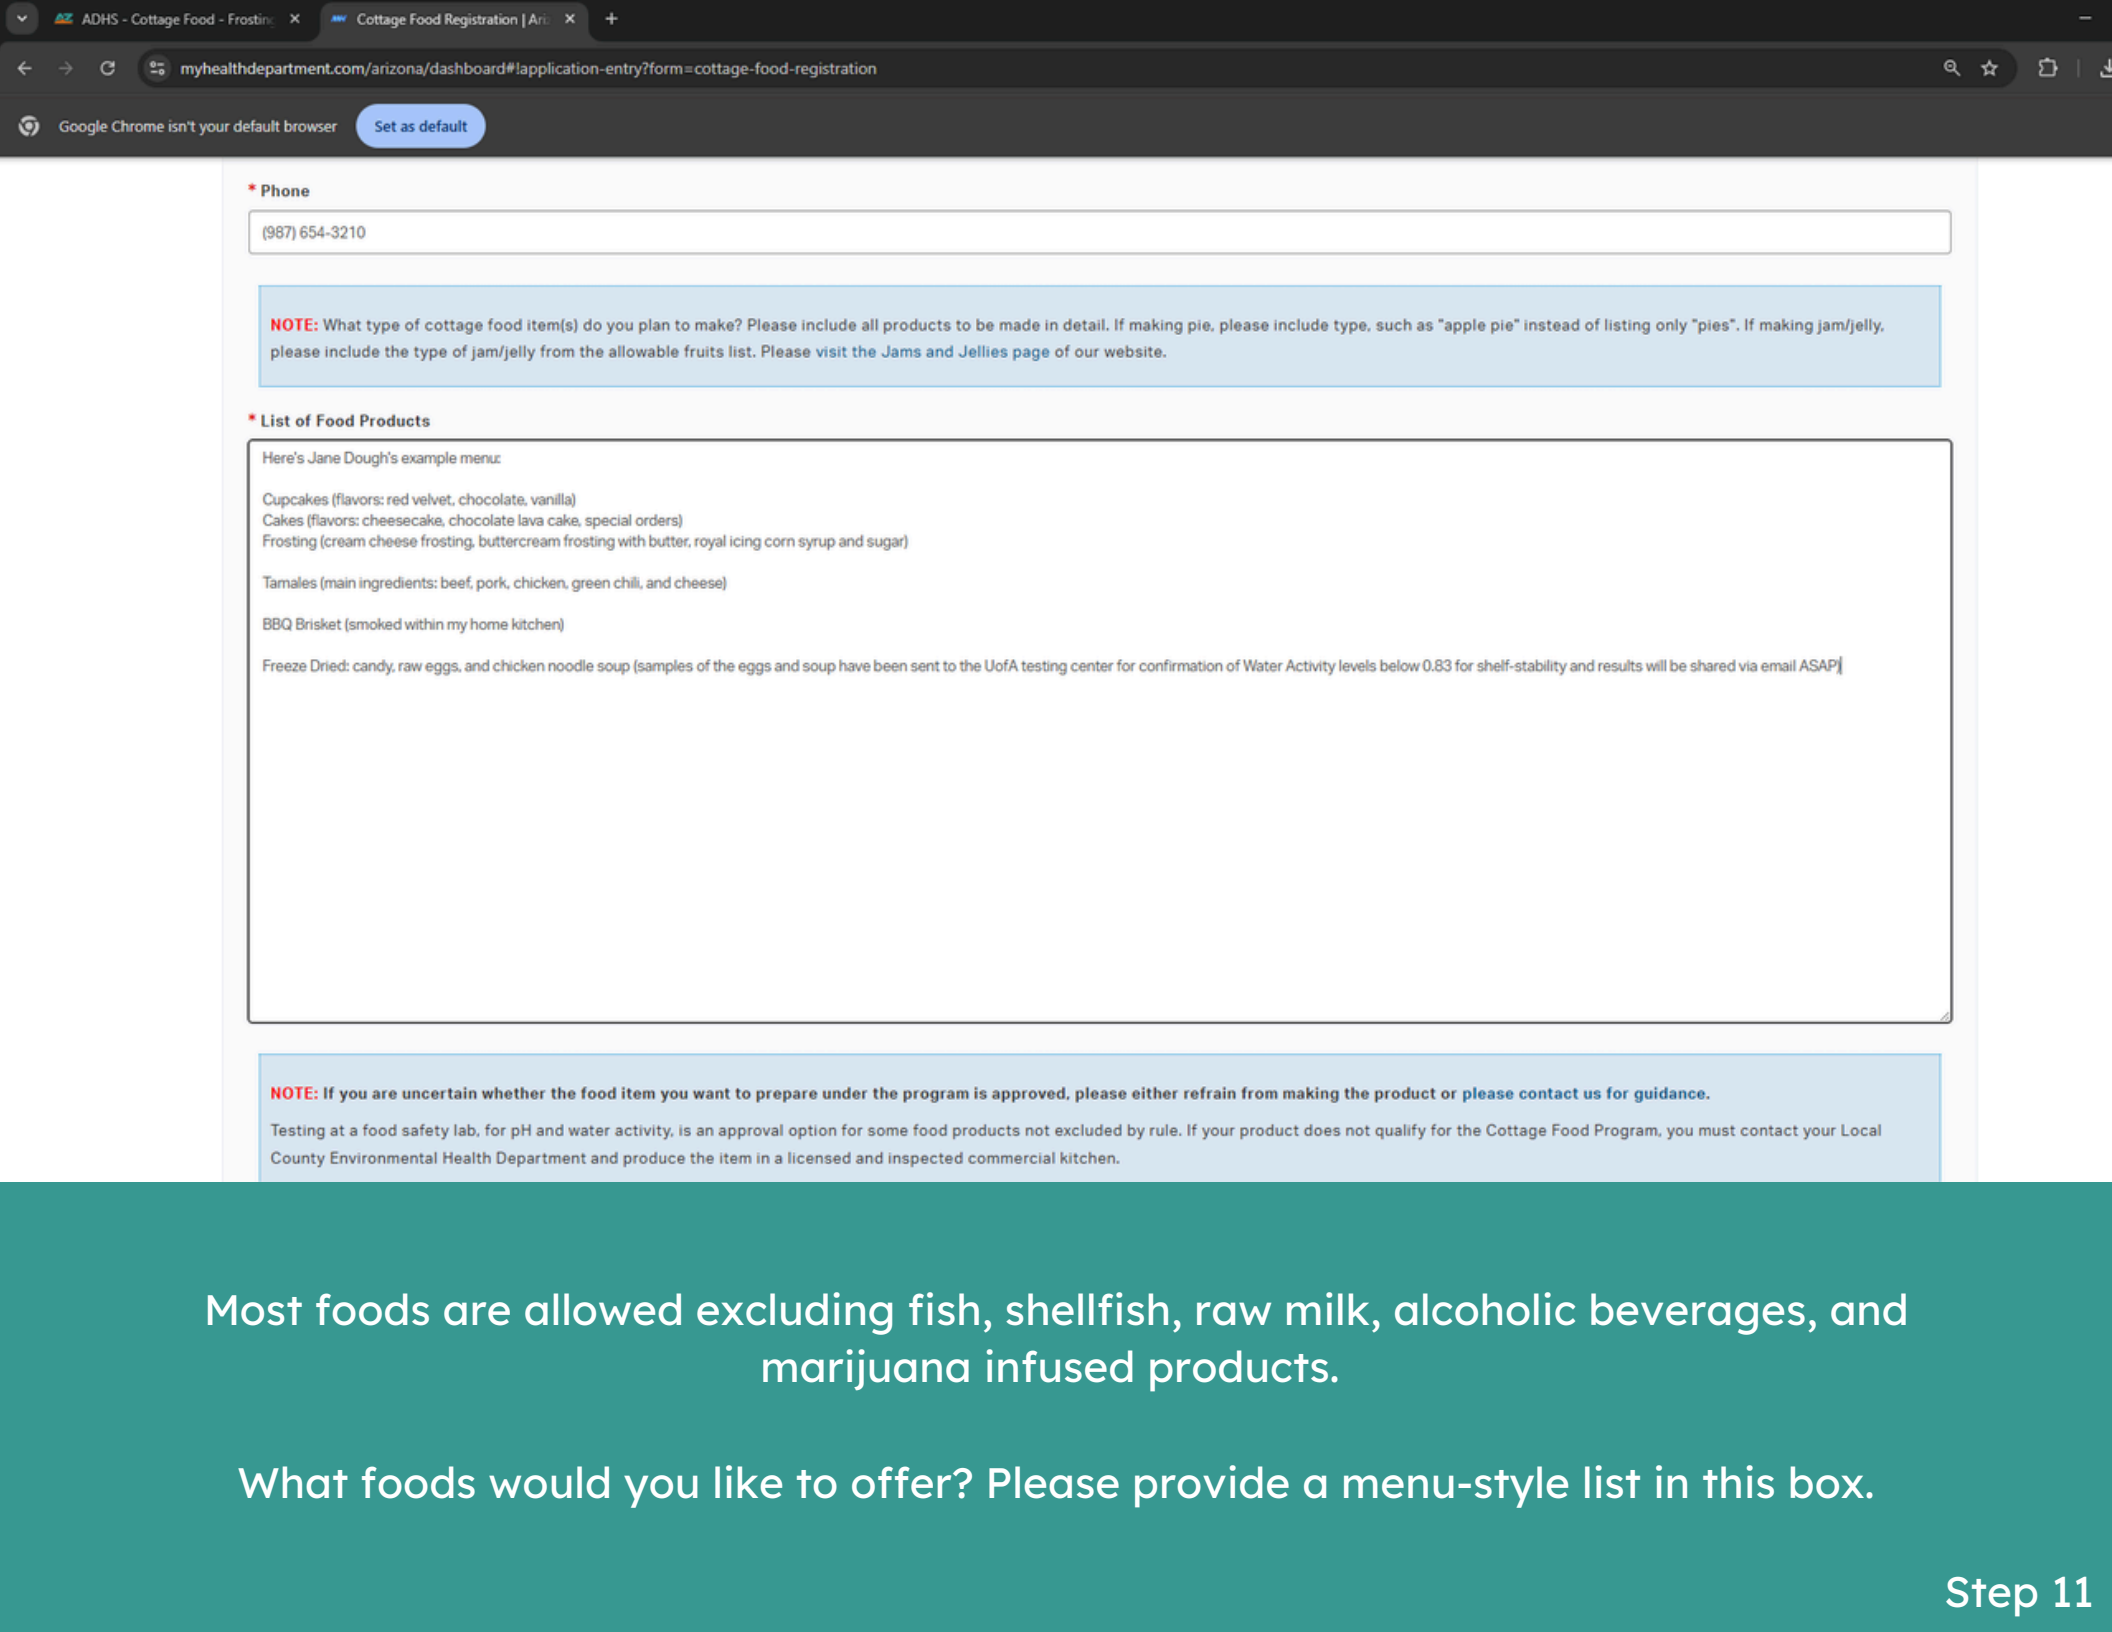 ADHS - Cottage Food - Frosting
Cottage Food Registration | Ari
myhealthdepartment.com/arizona/dashboard#!application-entry?form=cottage-food-registration
Google Chrome isn't your default browser
Set as default
* Phone
(987) 654-3210
NOTE: What type of cottage food item(s) do you plan to make? Please include all products to be made in detail. If making pie, please include type, such as "apple pie" instead of listing only "pies". If making jam/jelly,
please include the type of jam/jelly from the allowable fruits list. Please visit the Jams and Jellies page of our website.
* List of Food Products
Here's Jane Dough's example menu:
Cupcakes (flavors: red velvet, chocolate, vanilla)
Cakes (flavors: cheesecake, chocolate lava cake, special orders)
Frosting (cream cheese frosting, buttercream frosting with butter, royal icing corn syrup and sugar)
Tamales (main ingredients: beef, pork, chicken, green chili, and cheese)
BBQ Brisket (smoked within my home kitchen)
Freeze Dried: candy, raw eggs, and chicken noodle soup (samples of the eggs and soup have been sent to the UofA testing center for confirmation of Water Activity levels below 0.83 for shelf-stability and results will be shared via email ASAP)
NOTE: If you are uncertain whether the food item you want to prepare under the program is approved, please either refrain from making the product or please contact us for guidance.
Testing at a food safety lab, for pH and water activity, is an approval option for some food products not excluded by rule. If your product does not qualify for the Cottage Food Program, you must contact your Local
County Environmental Health Department and produce the item in a licensed and inspected commercial kitchen.
Most foods are allowed excluding fish, shellfish, raw milk, alcoholic beverages, and
marijuana infused products.
What foods would you like to offer? Please provide a menu-style list in this box.
Step 11